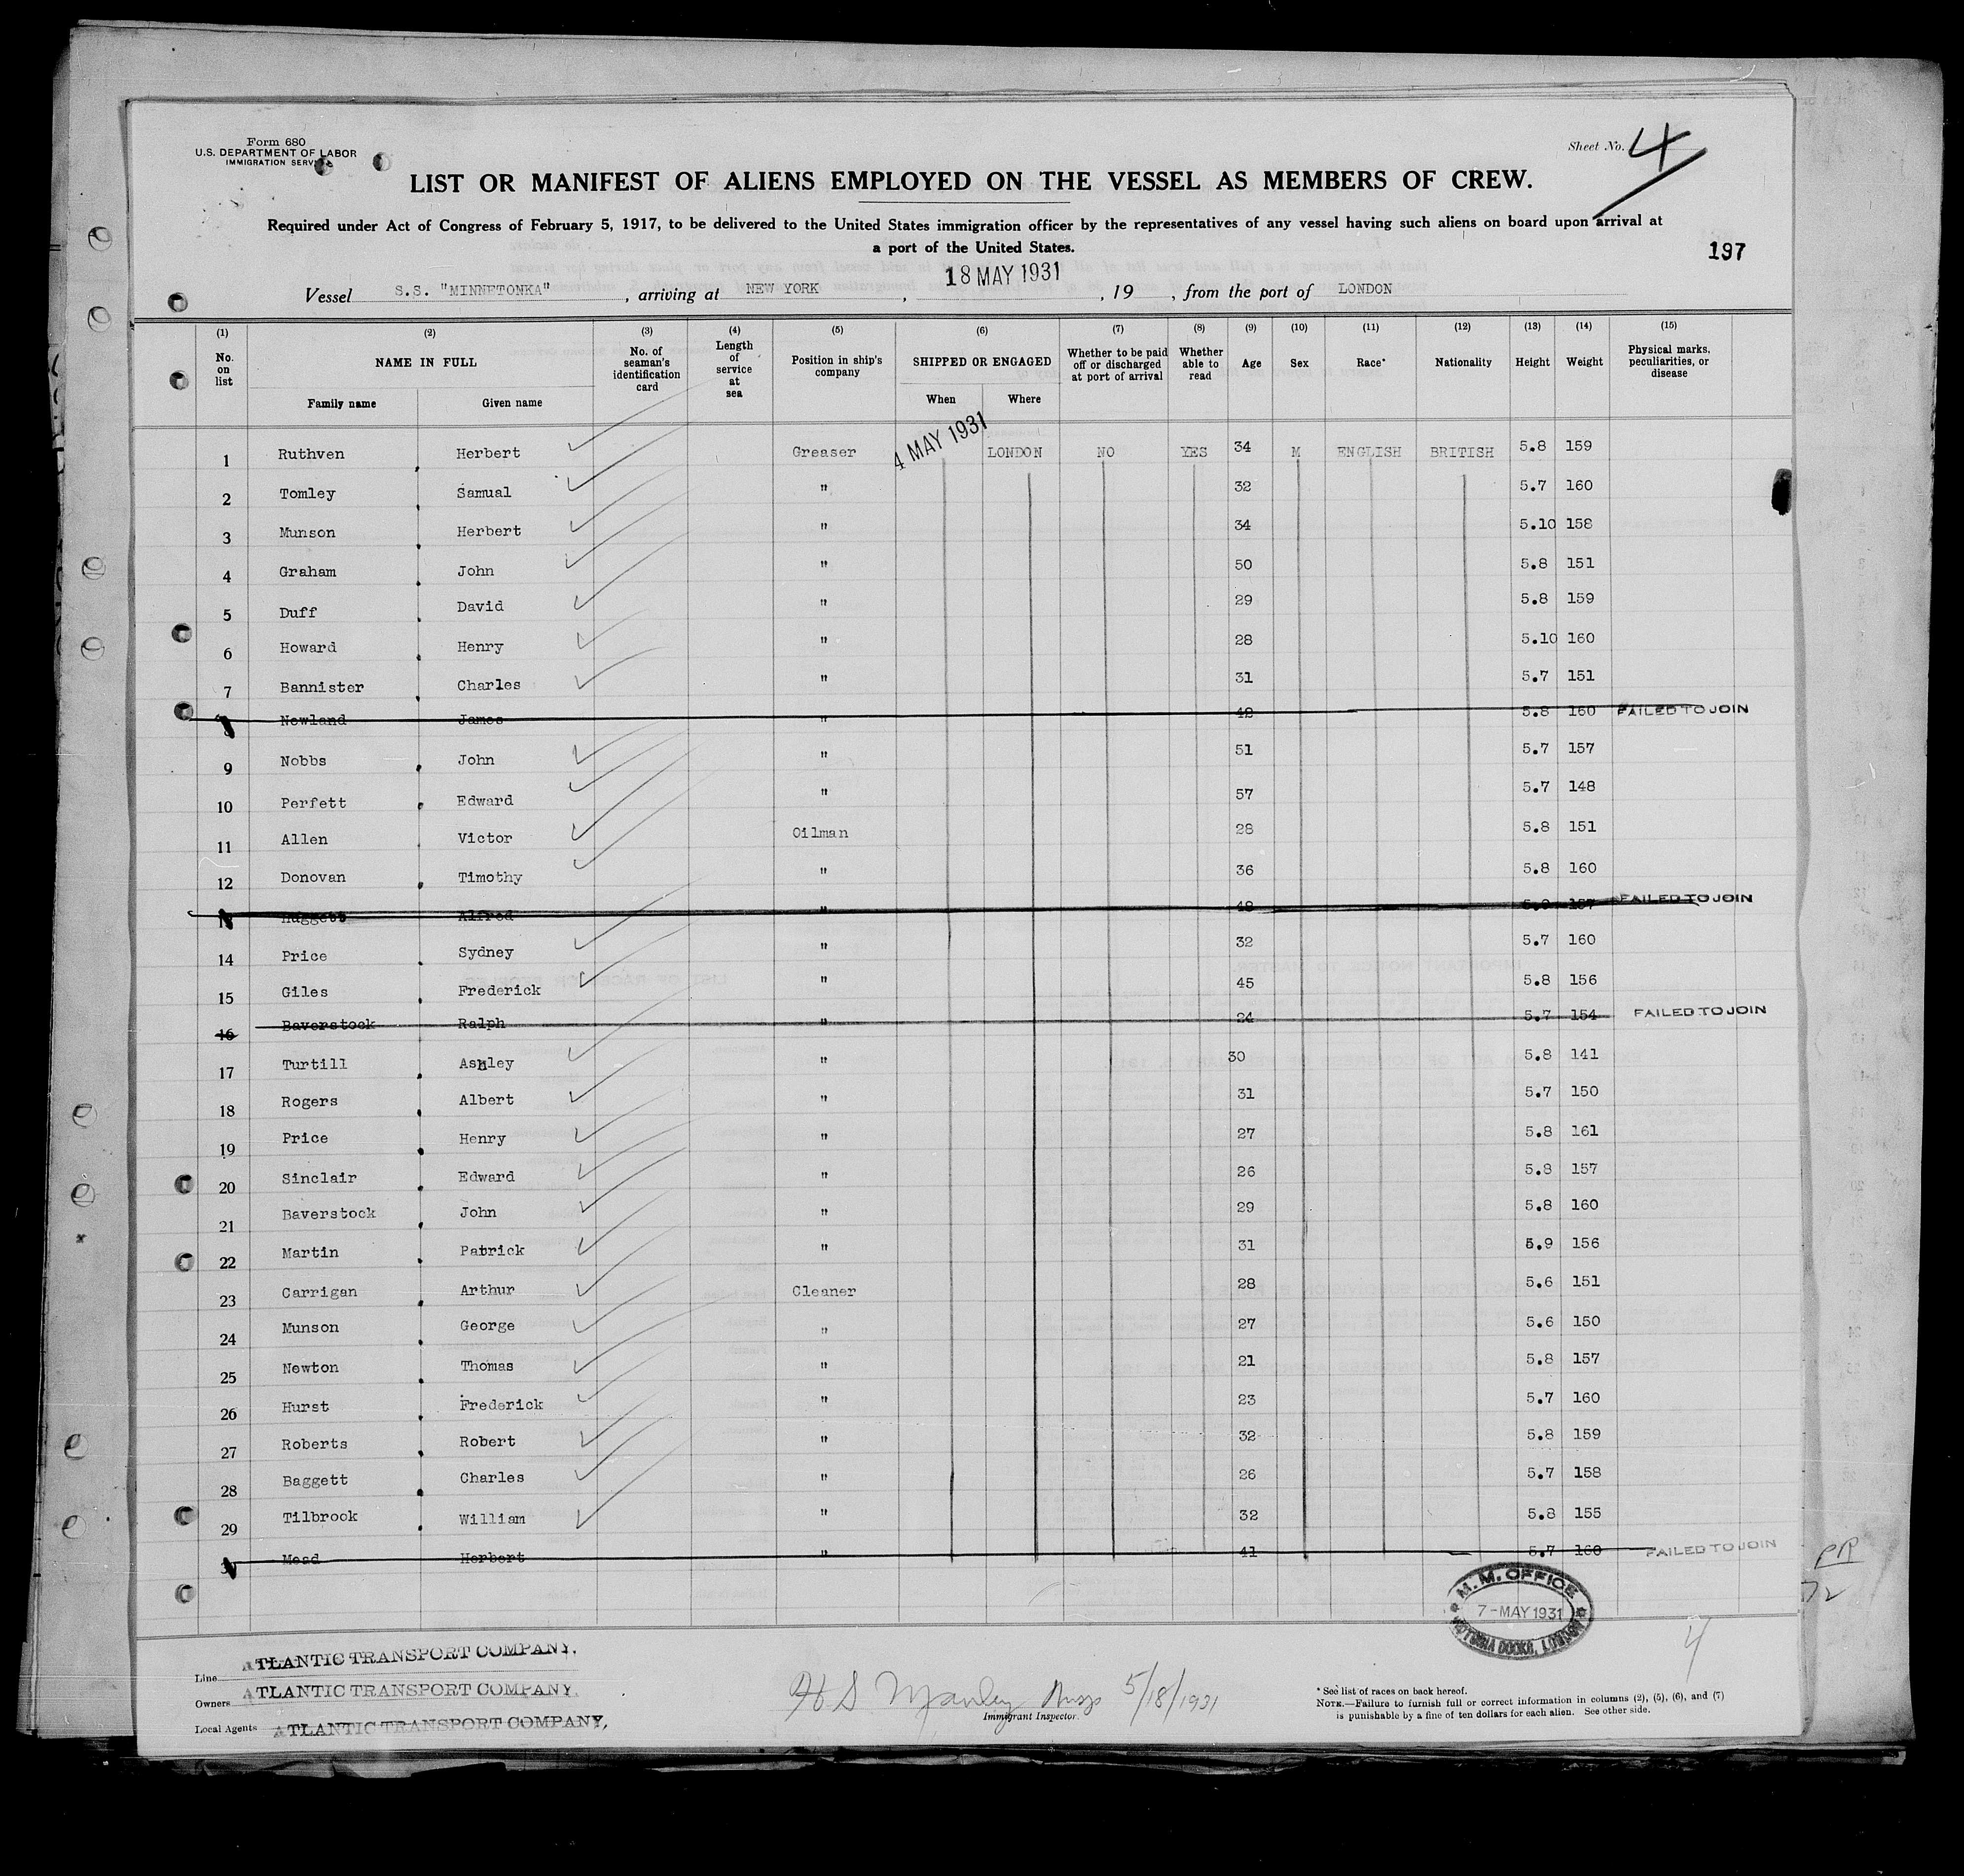 Form 680
U.S. DEPARTMENT OF LABOR
IMMIGRATION SERVICE
Sheet No. 4
LIST OR MANIFEST OF ALIENS EMPLOYED ON THE VESSEL AS MEMBERS OF CREW.
Required under Act of Congress of February 5, 1917, to be delivered to the United States immigration officer by the representatives of any vessel having such aliens on board upon arrival at
a port of the United States.
197
Vessel S.S. "MINNETONKA", arriving at NEW YORK, 18 MAY 1931, 19 , from the port of LONDON
(1) (2) (3) (4) (5) (6) (7) (8) (9) (10) (11) (12) (13) (14) (15)
No. on list NAME IN FULL No. of seaman's identification card Length of service at sea Position in ship's company SHIPPED OR ENGAGED Whether to be paid off or discharged at port of arrival Whether able to read Age Sex Race* Nationality Height Weight Physical marks, peculiarities, or disease
Family name Given name When Where
1 Ruthven, Herbert Greaser 4 MAY 1931 LONDON NO YES 34 M ENGLISH BRITISH 5.8 159
2 Tomley, Samual " 32 5.7 160
3 Munson, Herbert " 34 5.10 158
4 Graham, John " 50 5.8 151
5 Duff, David " 29 5.8 159
6 Howard, Henry " 28 5.10 160
7 Bannister, Charles " 31 5.7 151
8 Newland James " 42 5.8 160 FAILED TO JOIN
9 Nobbs, John " 51 5.7 157
10 Perfett, Edward " 57 5.7 148
11 Allen Victor Oilman 28 5.8 151
12 Donovan, Timothy " 36 5.8 160
13 Alfred " FAILED TO JOIN
14 Price, Sydney " 32 5.7 160
15 Giles, Frederick " 45 5.8 156
16 Baverstock Ralph " 24 5.7 154 FAILED TO JOIN
17 Turtill, Ashley " 30 5.8 141
18 Rogers, Albert " 31 5.7 150
19 Price, Henry " 27 5.8 161
20 Sinclair, Edward " 26 5.8 157
21 Baverstock, John " 29 5.8 160
22 Martin, Patrick " 31 5.9 156
23 Carrigan, Arthur Cleaner 28 5.6 151
24 Munson, George " 27 5.6 150
25 Newton, Thomas " 21 5.8 157
26 Hurst, Frederick " 23 5.7 160
27 Roberts, Robert " 32 5.8 159
28 Baggett, Charles " 26 5.7 158
29 Tilbrook, William " 32 5.8 155
Mead Herbert " 41 5.7 160 FAILED TO JOIN
PR
72
M. M. OFFICE
7 - MAY 1931
VICTORIA DOCKS, LONDON
4
Line ATLANTIC TRANSPORT COMPANY.
Owners ATLANTIC TRANSPORT COMPANY.
Local Agents ATLANTIC TRANSPORT COMPANY,
H S Manley Insp 5/18/1931
Immigrant Inspector.
* See list of races on back hereof.
NOTE.—Failure to furnish full or correct information in columns (2), (5), (6), and (7)
is punishable by a fine of ten dollars for each alien. See other side.